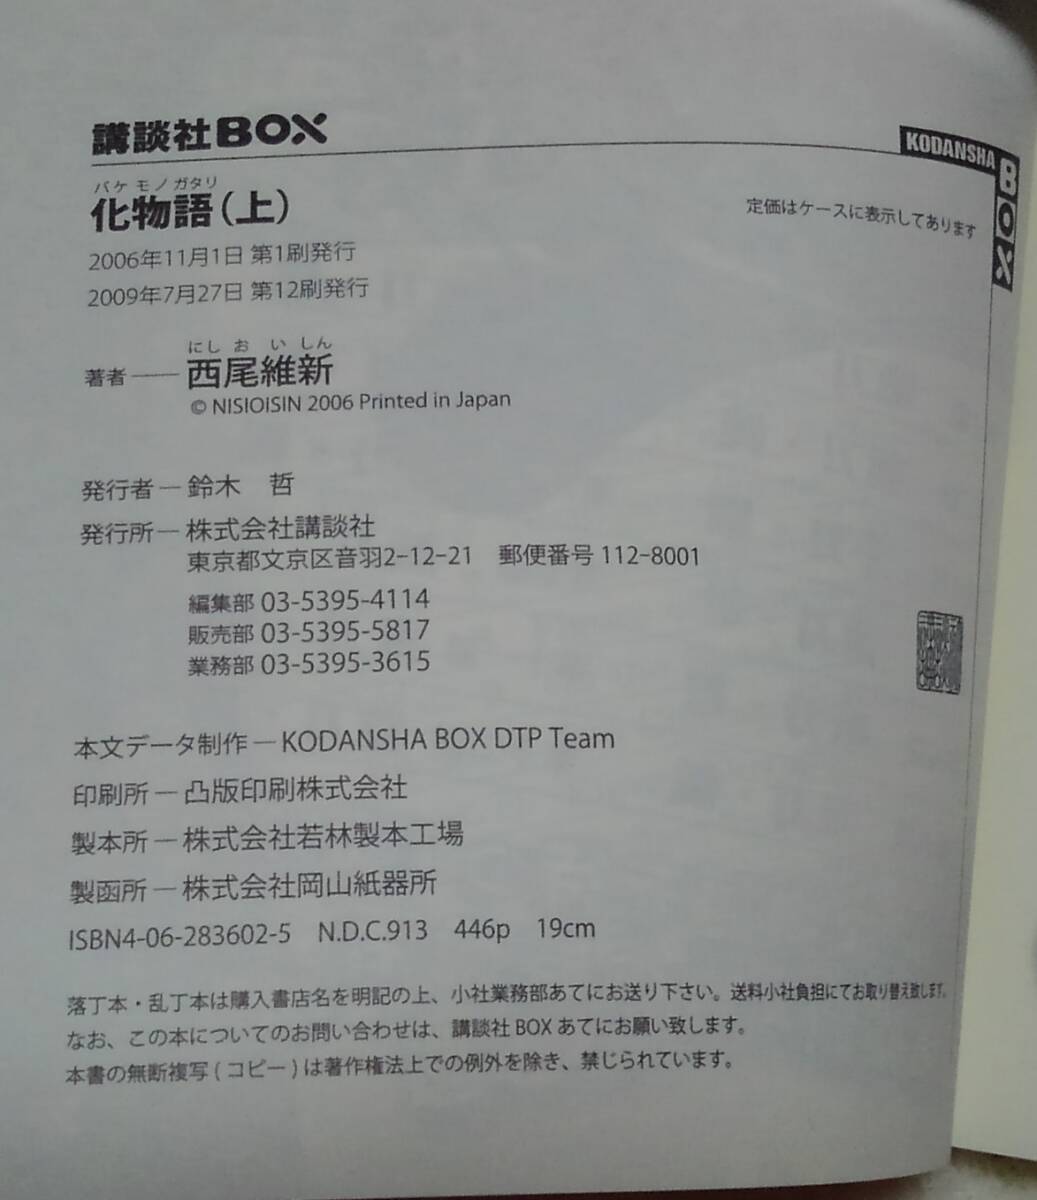 講談社BOX
KODANSHA BOX
バケモノガタリ
化物語(上)
定価はケースに表示してあります
2006年11月1日 第1刷発行
2009年7月27日 第12刷発行
にしおいしん
著者――西尾維新
© NISIOISIN 2006 Printed in Japan
発行者―鈴木 哲
発行所―株式会社講談社
東京都文京区音羽2-12-21 郵便番号 112-8001
編集部 03-5395-4114
販売部 03-5395-5817
業務部 03-5395-3615
本文データ制作―KODANSHA BOX DTP Team
印刷所―凸版印刷株式会社
製本所―株式会社若林製本工場
製函所―株式会社岡山紙器所
ISBN4-06-283602-5 N.D.C.913 446p 19cm
落丁本・乱丁本は購入書店名を明記の上、小社業務部あてにお送り下さい。送料小社負担にてお取り替え致します。
なお、この本についてのお問い合わせは、講談社 BOX あてにお願い致します。
本書の無断複写(コピー)は著作権法上での例外を除き、禁じられています。